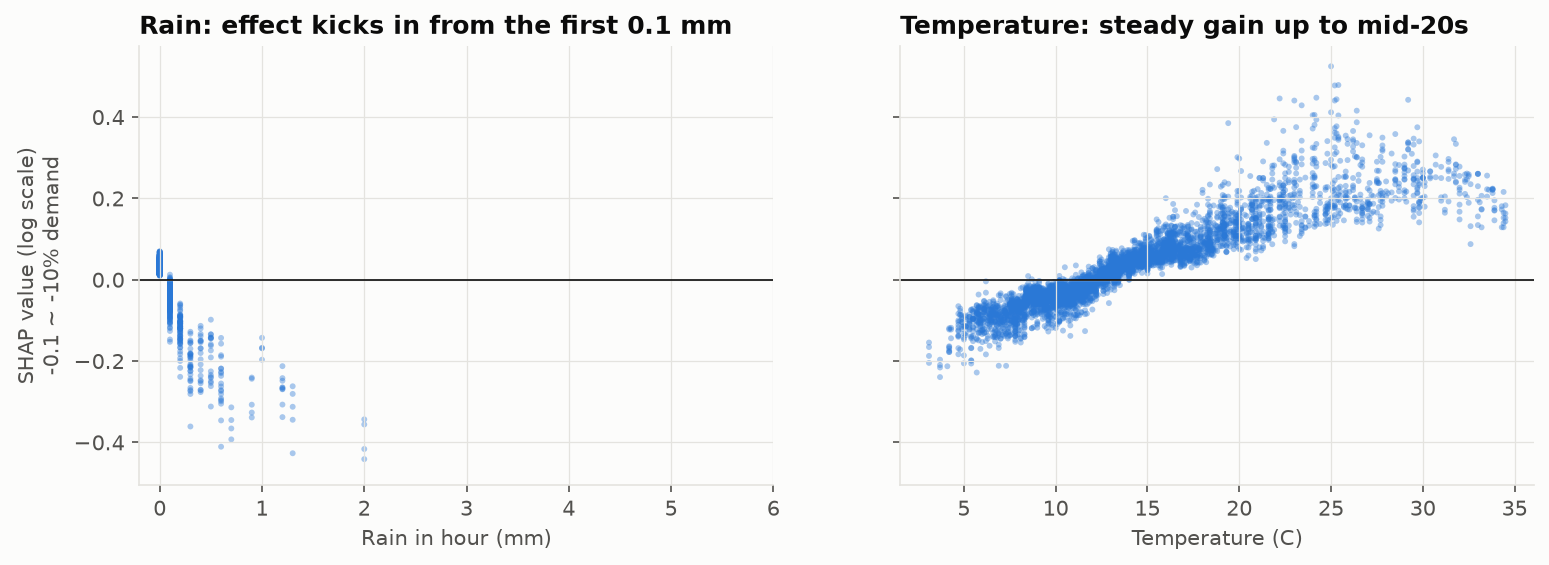 Rain: effect kicks in from the first 0.1 mm
SHAP value (log scale)
-0.1 ~ -10% demand
0.4
0.2
0.0
−0.2
−0.4
0 1 2 3 4 5 6
Rain in hour (mm)
Temperature: steady gain up to mid-20s
5 10 15 20 25 30 35
Temperature (C)